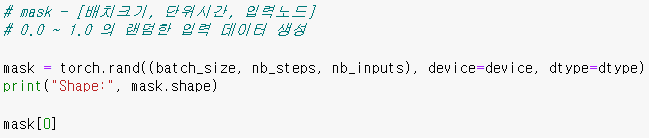 # mask - [배치크기, 단위시간, 입력노드]
# 0.0 ~ 1.0 의 랜덤한 입력 데이터 생성
mask = torch.rand((batch_size, nb_steps, nb_inputs), device=device, dtype=dtype)
print("Shape:", mask.shape)
mask[0]